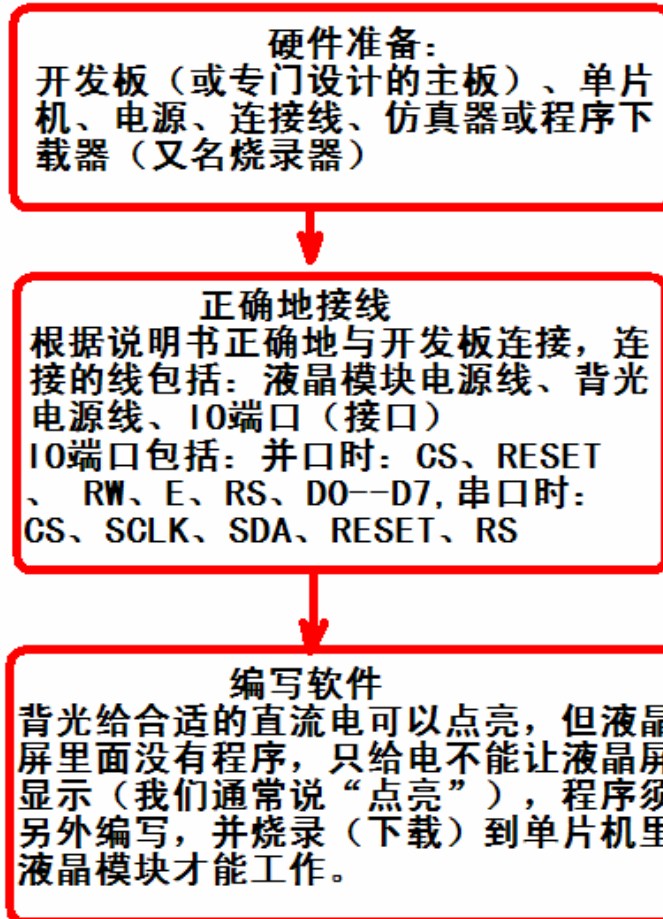 硬件准备：
开发板（或专门设计的主板）、单片
机、电源、连接线、仿真器或程序下
载器（又名烧录器）
正确地接线
根据说明书正确地与开发板连接，连
接的线包括：液晶模块电源线、背光
电源线、IO端口（接口）
IO端口包括：并口时：CS、RESET
、 RW、E、RS、D0--D7,串口时：
CS、SCLK、SDA、RESET、RS
编写软件
背光给合适的直流电可以点亮，但液晶
屏里面没有程序，只给电不能让液晶屏
显示（我们通常说“点亮”），程序须
另外编写，并烧录（下载）到单片机里
液晶模块才能工作。